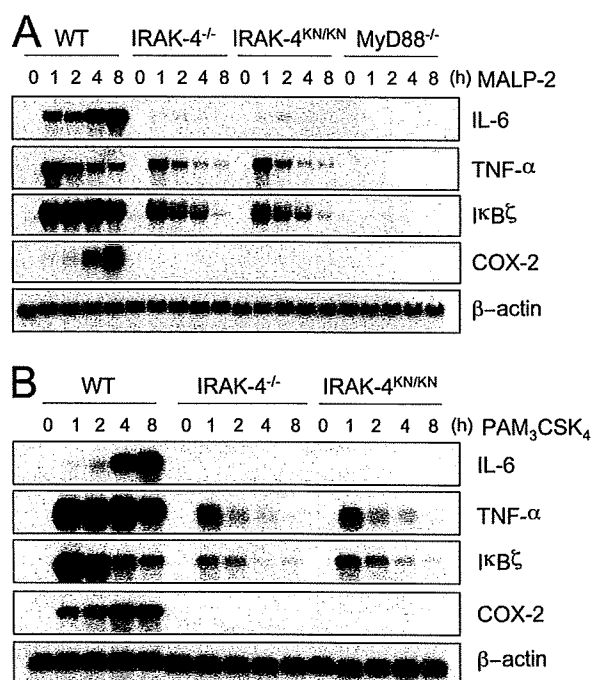 A
WT IRAK-4-/- IRAK-4KN/KN MyD88-/-
0 1 2 4 8 0 1 2 4 8 0 1 2 4 8 0 1 2 4 8 (h) MALP-2
IL-6
TNF-α
IκBζ
COX-2
β-actin
B
WT IRAK-4-/- IRAK-4KN/KN
0 1 2 4 8 0 1 2 4 8 0 1 2 4 8 (h) PAM3CSK4
IL-6
TNF-α
IκBζ
COX-2
β-actin